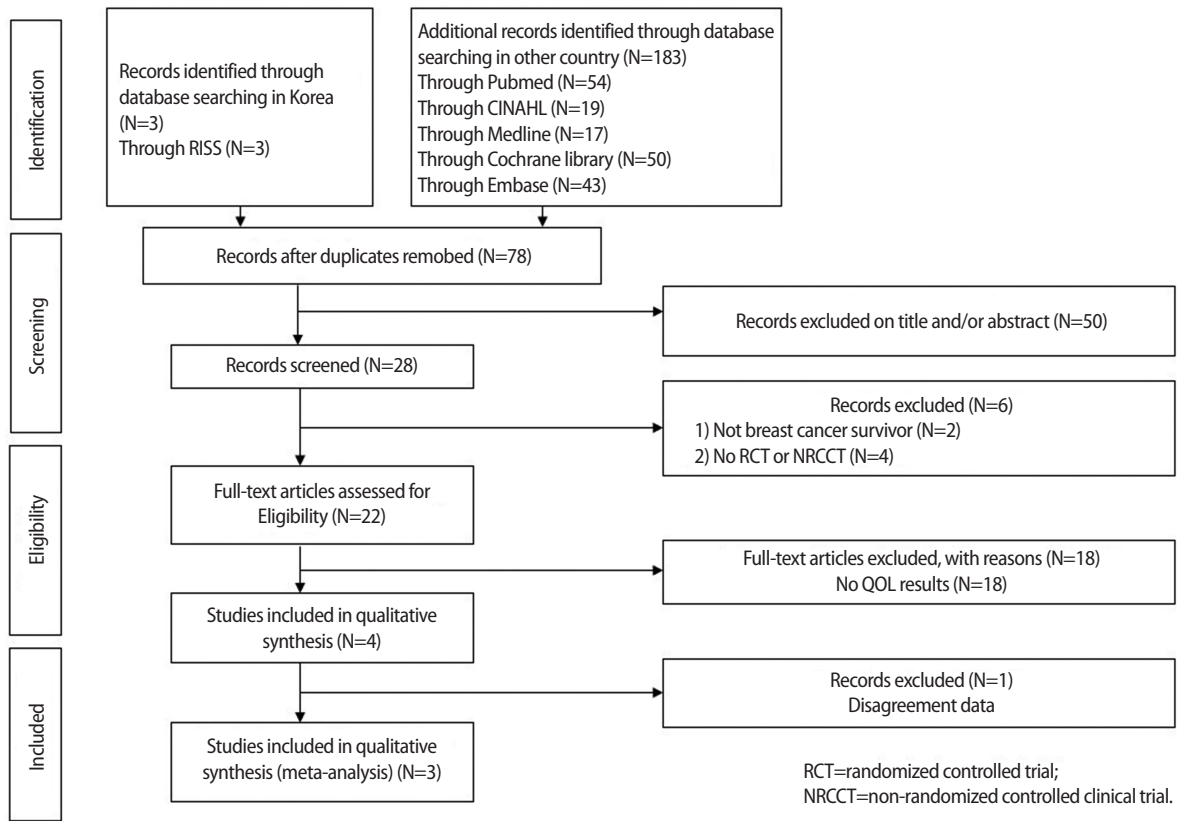 Identification
Records identified through
database searching in Korea
(N=3)
Through RISS (N=3)
Additional records identified through database
searching in other country (N=183)
Through Pubmed (N=54)
Through CINAHL (N=19)
Through Medline (N=17)
Through Cochrane library (N=50)
Through Embase (N=43)
Screening
Records after duplicates remobed (N=78)
Records excluded on title and/or abstract (N=50)
Records screened (N=28)
Records excluded (N=6)
1) Not breast cancer survivor (N=2)
2) No RCT or NRCCT (N=4)
Eligibility
Full-text articles assessed for
Eligibility (N=22)
Full-text articles excluded, with reasons (N=18)
No QOL results (N=18)
Studies included in qualitative
synthesis (N=4)
Included
Records excluded (N=1)
Disagreement data
Studies included in qualitative
synthesis (meta-analysis) (N=3)
RCT=randomized controlled trial;
NRCCT=non-randomized controlled clinical trial.